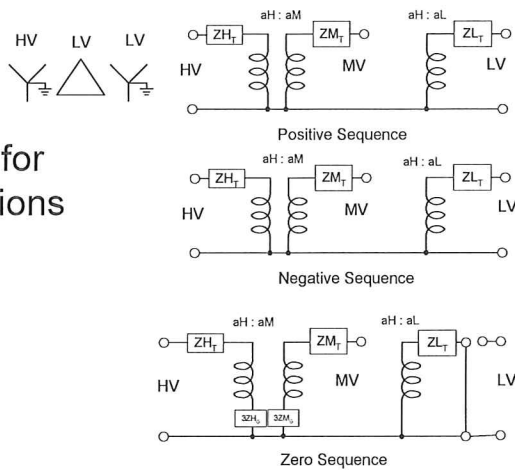 HV LV LV
for
ions
aH : aM aH : aL
ZH_T ZM_T ZL_T
HV MV LV
Positive Sequence
aH : aM aH : aL
ZH_T ZM_T ZL_T
HV MV LV
Negative Sequence
aH : aM aH : aL
ZH_T ZM_T ZL_T
HV MV LV
3ZH_G 3ZM_G
Zero Sequence